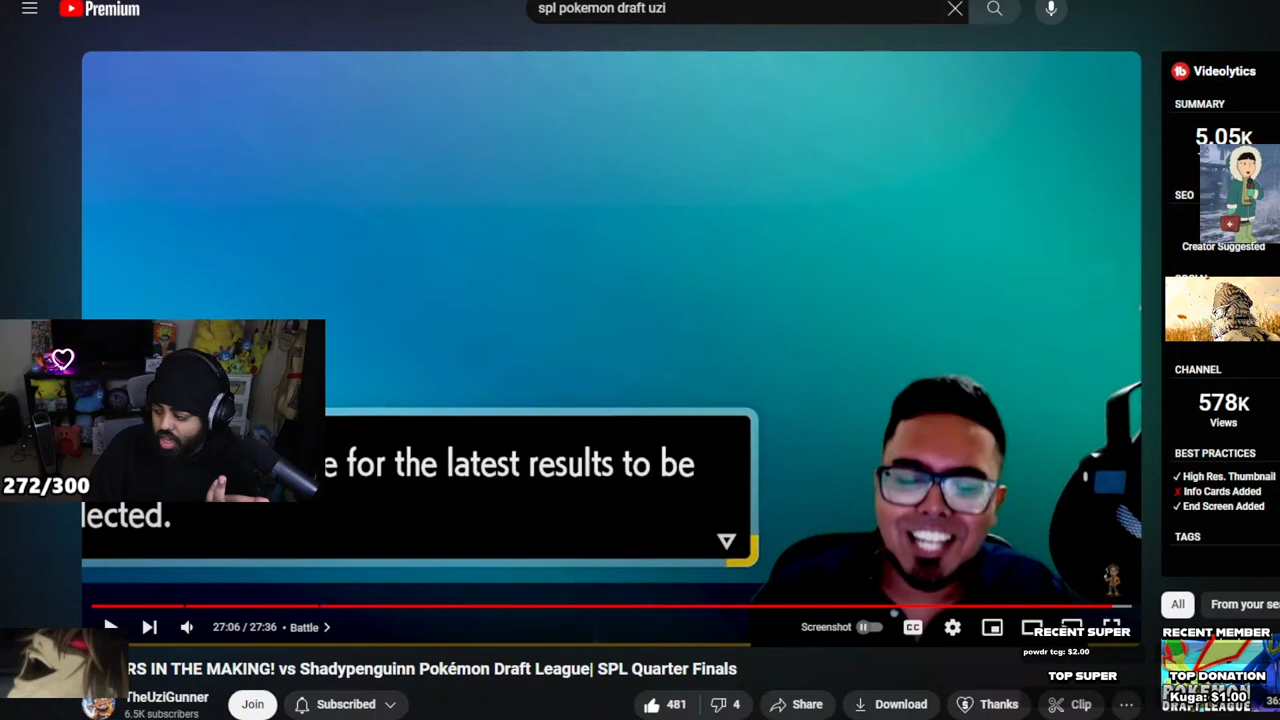 Premium
spl pokemon draft uzi
Videolytics
SUMMARY
5.05K
SEO
Creator Suggested
CHANNEL
578K
Views
BEST PRACTICES
✓ High Res. Thumbnail
x Info Cards Added
✓ End Screen Added
TAGS
e for the latest results to be
lected.
272/300
27:06 / 27:36 • Battle
Screenshot
CC
All
From your se
RECENT SUPER
powdr tcg: $2.00
TOP SUPER
RECENT MEMBER
TOP DONATION
Kuga: $1.00
DRAFT LEAGUE
RS IN THE MAKING! vs Shadypenguinn Pokémon Draft League| SPL Quarter Finals
TheUziGunner
6.5K subscribers
Join
Subscribed
481
4
Share
Download
Thanks
Clip